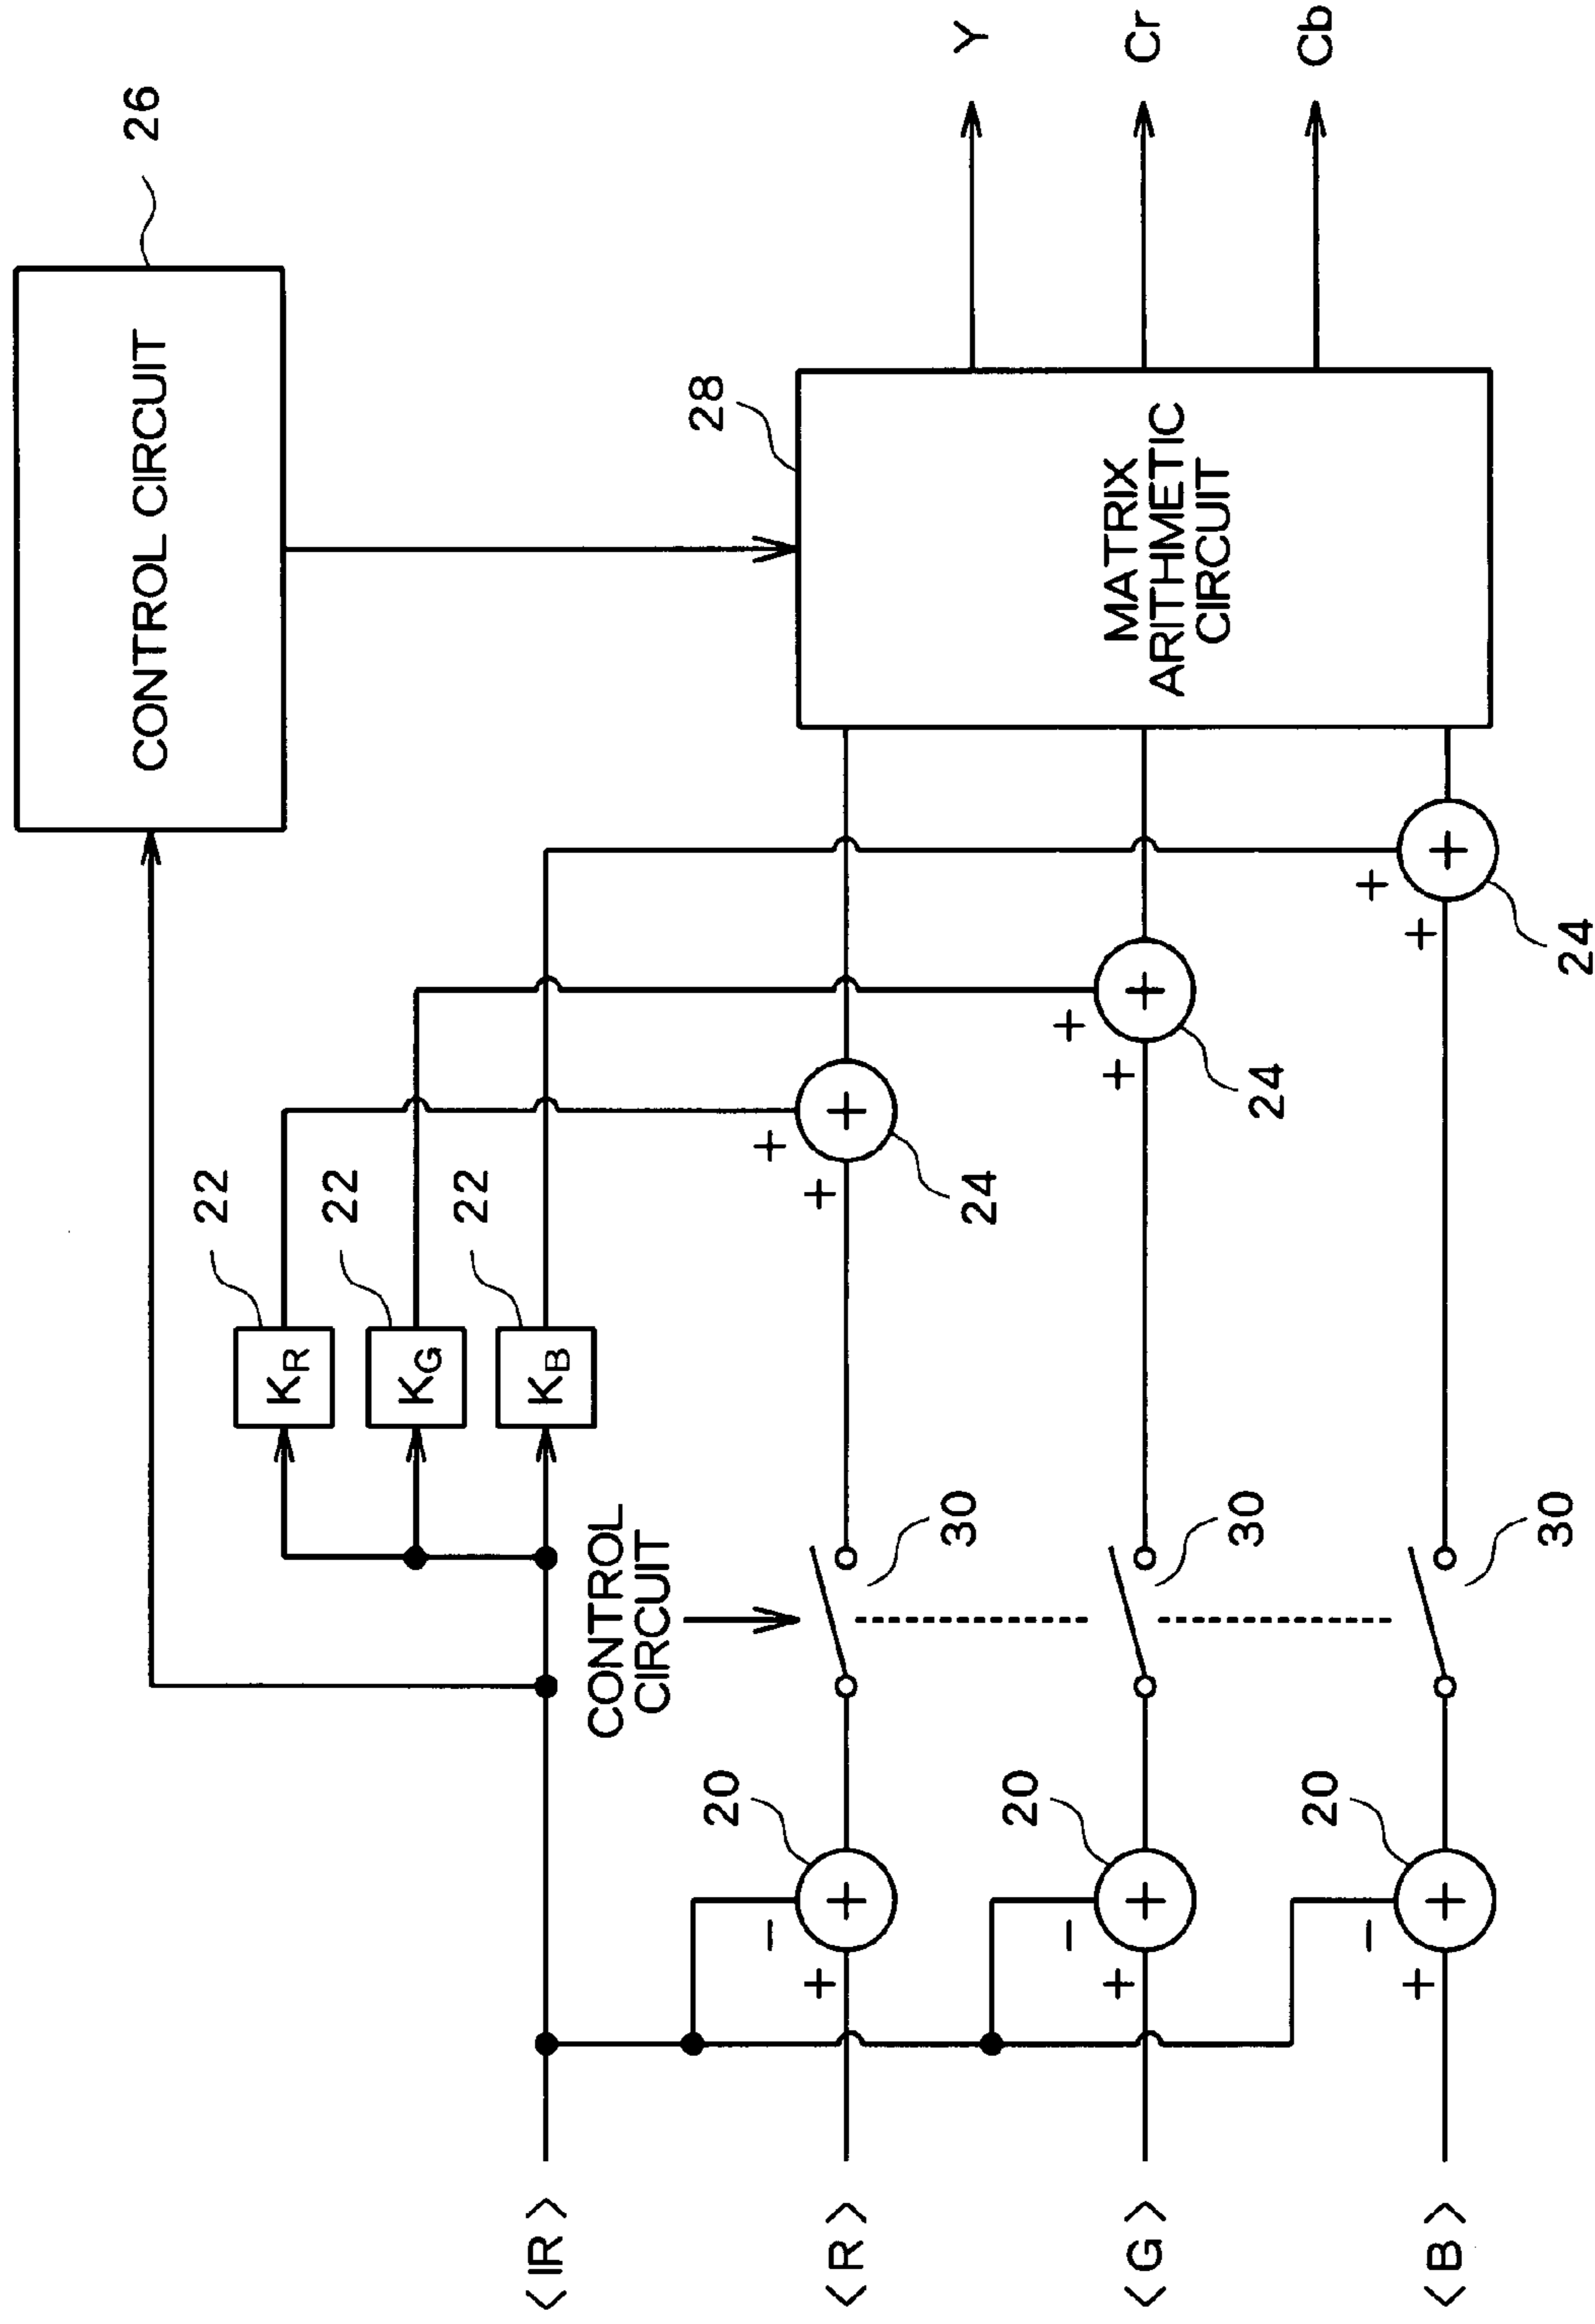 CONTROL CIRCUIT
26
22
KR
22
KG
22
KB
<IR>
CONTROL
CIRCUIT
28
MATRIX
ARITHMETIC
CIRCUIT
Y
Cr
Cb
20
+
−
+
30
+
+
+
24
<R>
20
+
−
+
30
+
+
+
24
<G>
20
+
−
+
30
+
+
+
24
<B>